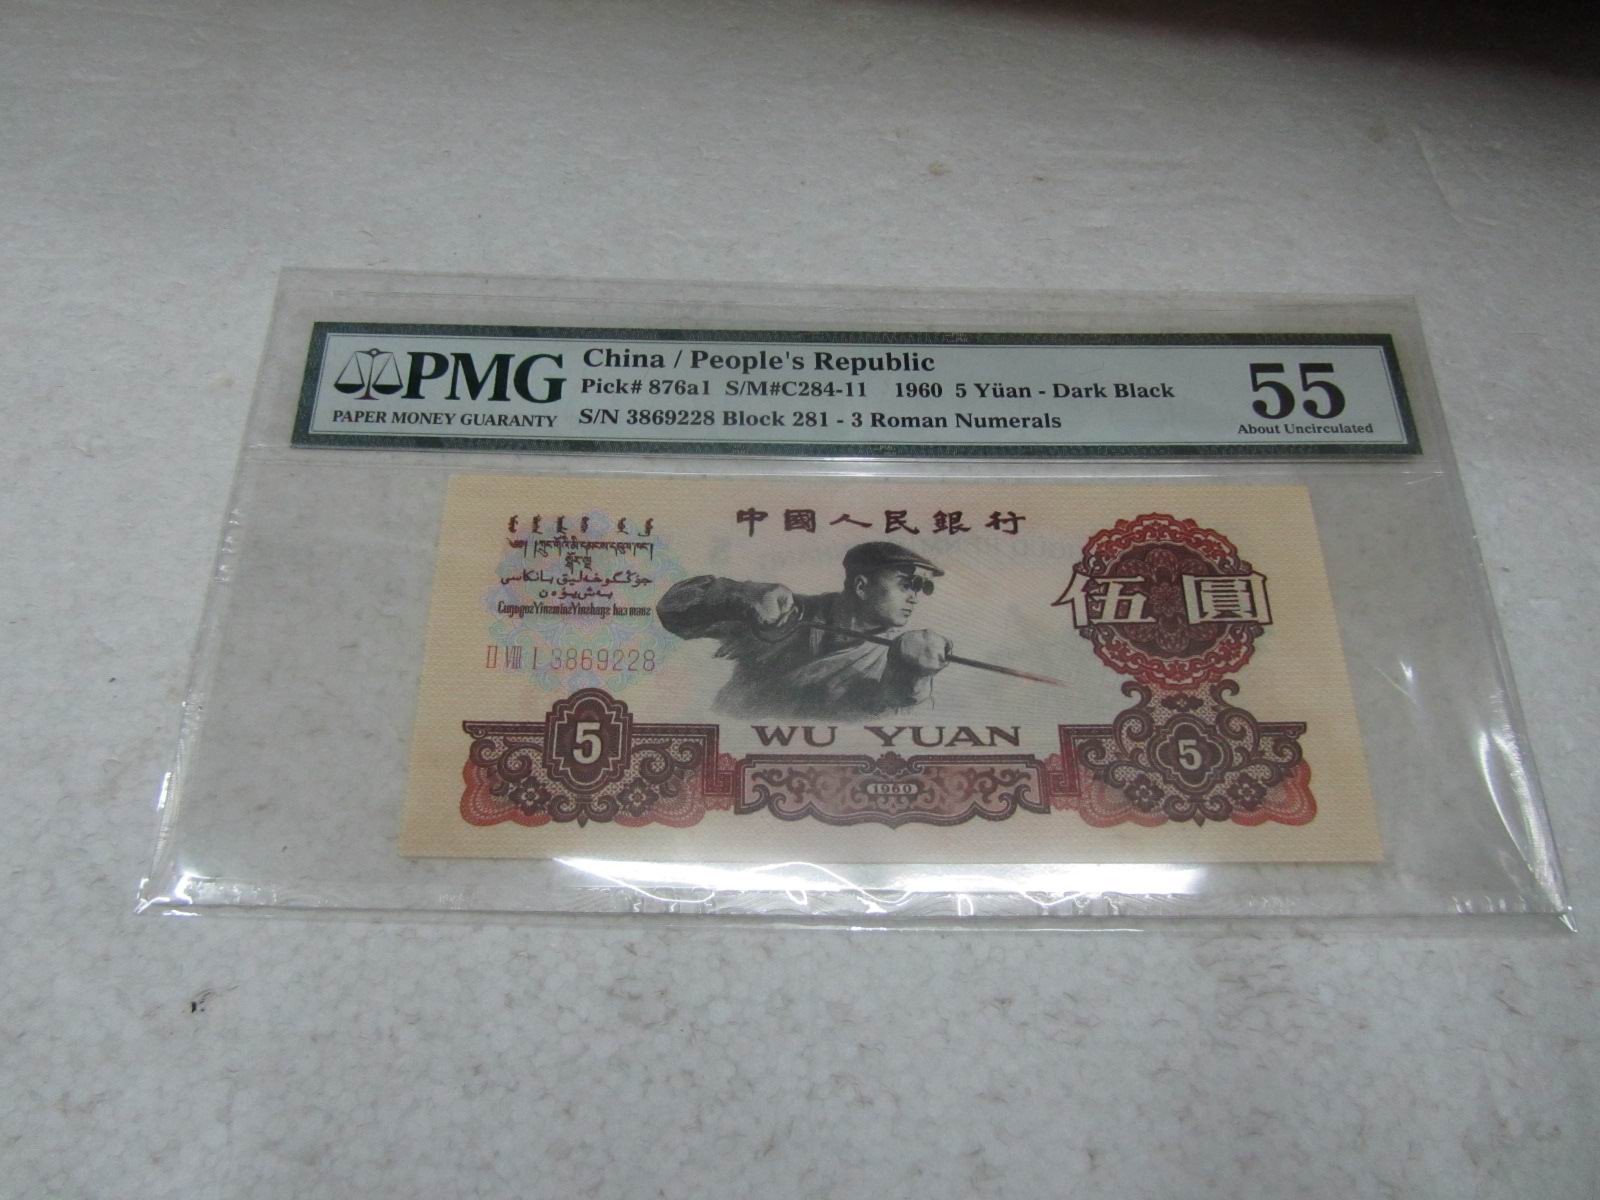 PMG
PAPER MONEY GUARANTY
China / People's Republic
Pick# 876a1 S/M#C284-11 1960 5 Yüan - Dark Black
S/N 3869228 Block 281 - 3 Roman Numerals
55
About Uncirculated
中國人民銀行
伍圓
II VIII I 3869228
5
WU YUAN
5
1960